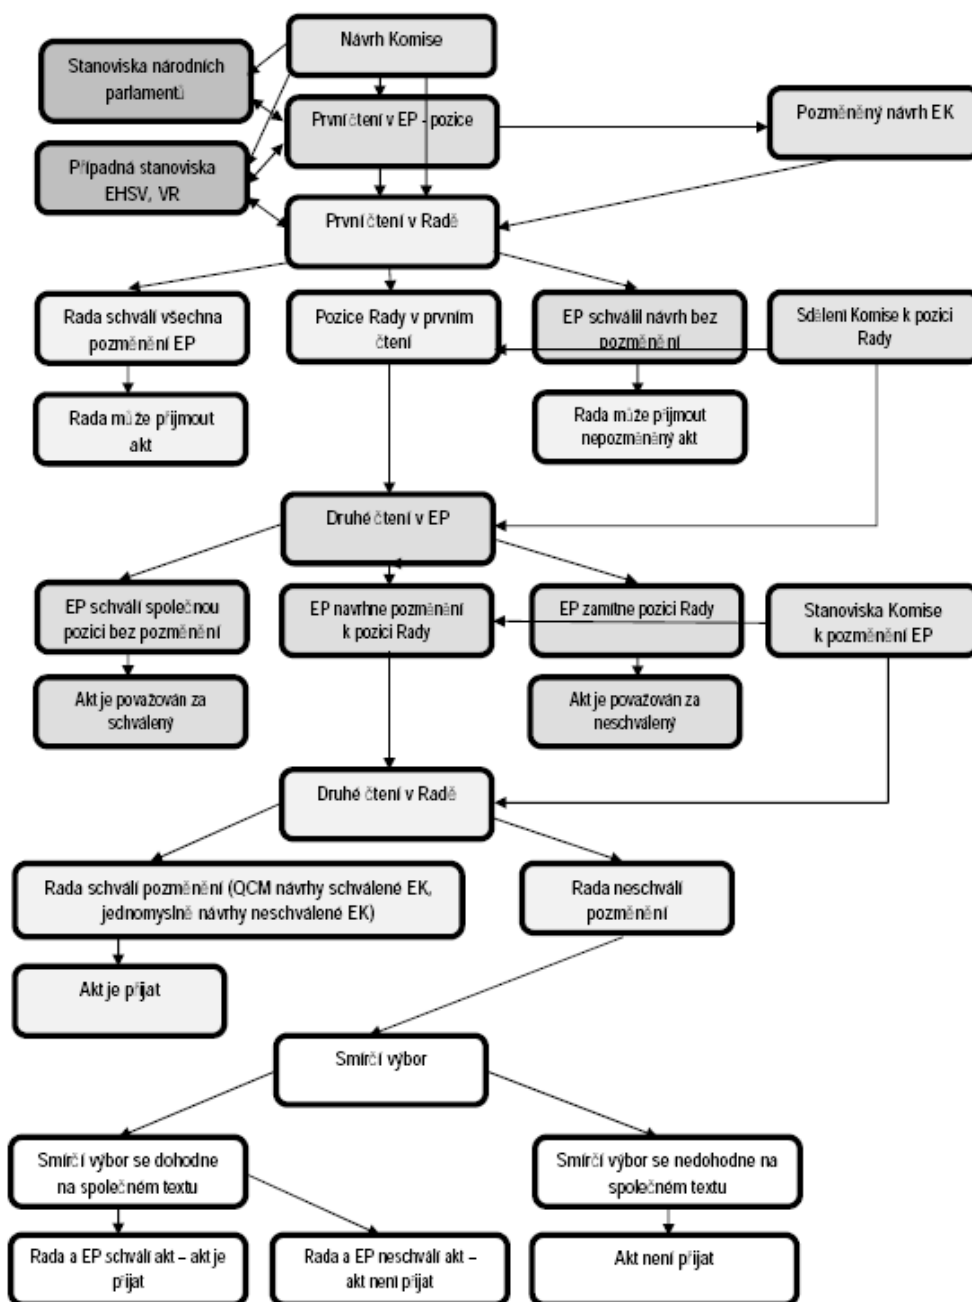 Návrh Komise
Stanoviska národních
parlamentů
První čtení v EP - pozice
Pozměněný návrh EK
Případná stanoviska
EHSV, VR
První čtení v Radě
Rada schválí všechna
pozměnění EP
Pozice Rady v prvním
čtení
EP schválil návrh bez
pozměnění
Sdělení Komise k pozici
Rady
Rada může přijmout
akt
Rada může přijmout
nepozměněný akt
Druhé čtení v EP
EP schválí společnou
pozici bez pozměnění
EP navrhne pozměnění
k pozici Rady
EP zamítne pozici Rady
Stanoviska Komise
k pozměnění EP
Akt je považován za
schválený
Akt je považován za
neschválený
Druhé čtení v Radě
Rada schválí pozměnění (QCM návrhy schválené EK,
jednomyslně návrhy neschválené EK)
Rada neschválí
pozměnění
Akt je přijat
Smírčí výbor
Smírčí výbor se dohodne
na společném textu
Smírčí výbor se nedohodne na
společném textu
Rada a EP schválí akt – akt je
přijat
Rada a EP neschválí akt –
akt není přijat
Akt není přijat